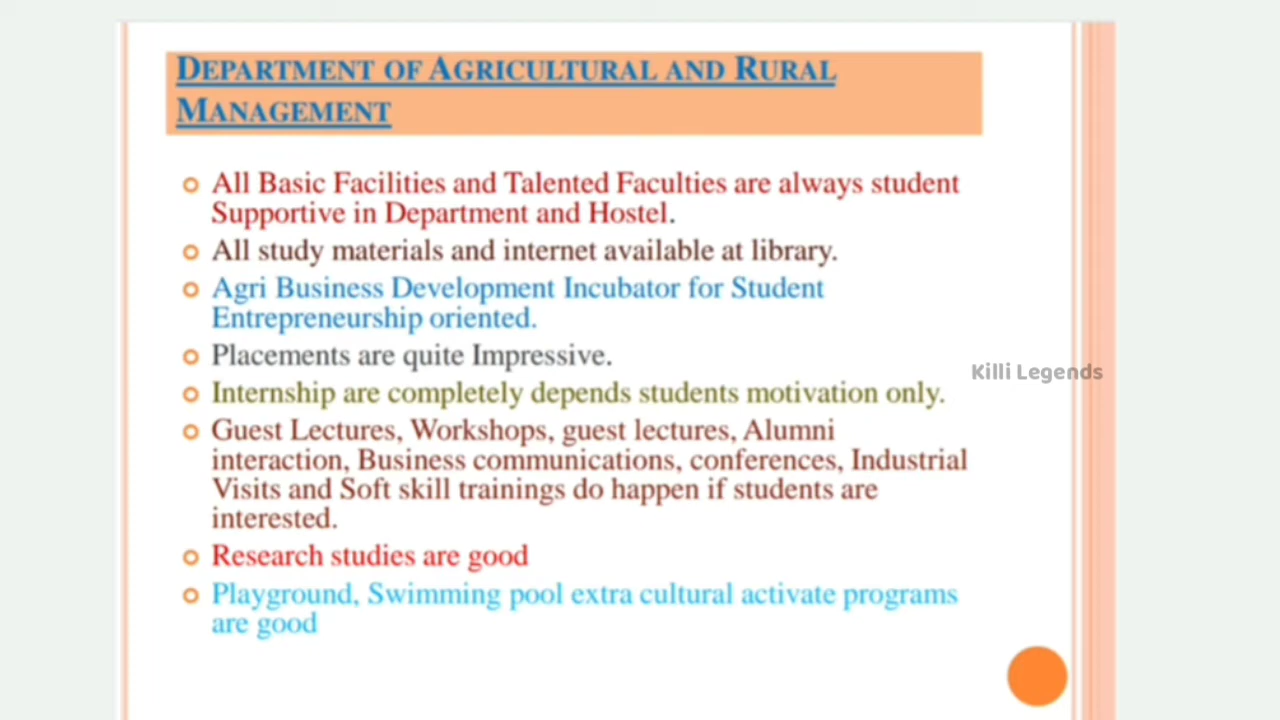 DEPARTMENT OF AGRICULTURAL AND RURAL
MANAGEMENT
All Basic Facilities and Talented Faculties are always student
Supportive in Department and Hostel.
All study materials and internet available at library.
Agri Business Development Incubator for Student
Entrepreneurship oriented.
Placements are quite Impressive.
Killi Legends
Internship are completely depends students motivation only.
Guest Lectures, Workshops, guest lectures, Alumni
interaction, Business communications, conferences, Industrial
Visits and Soft skill trainings do happen if students are
interested.
Research studies are good
Playground, Swimming pool extra cultural activate programs
are good